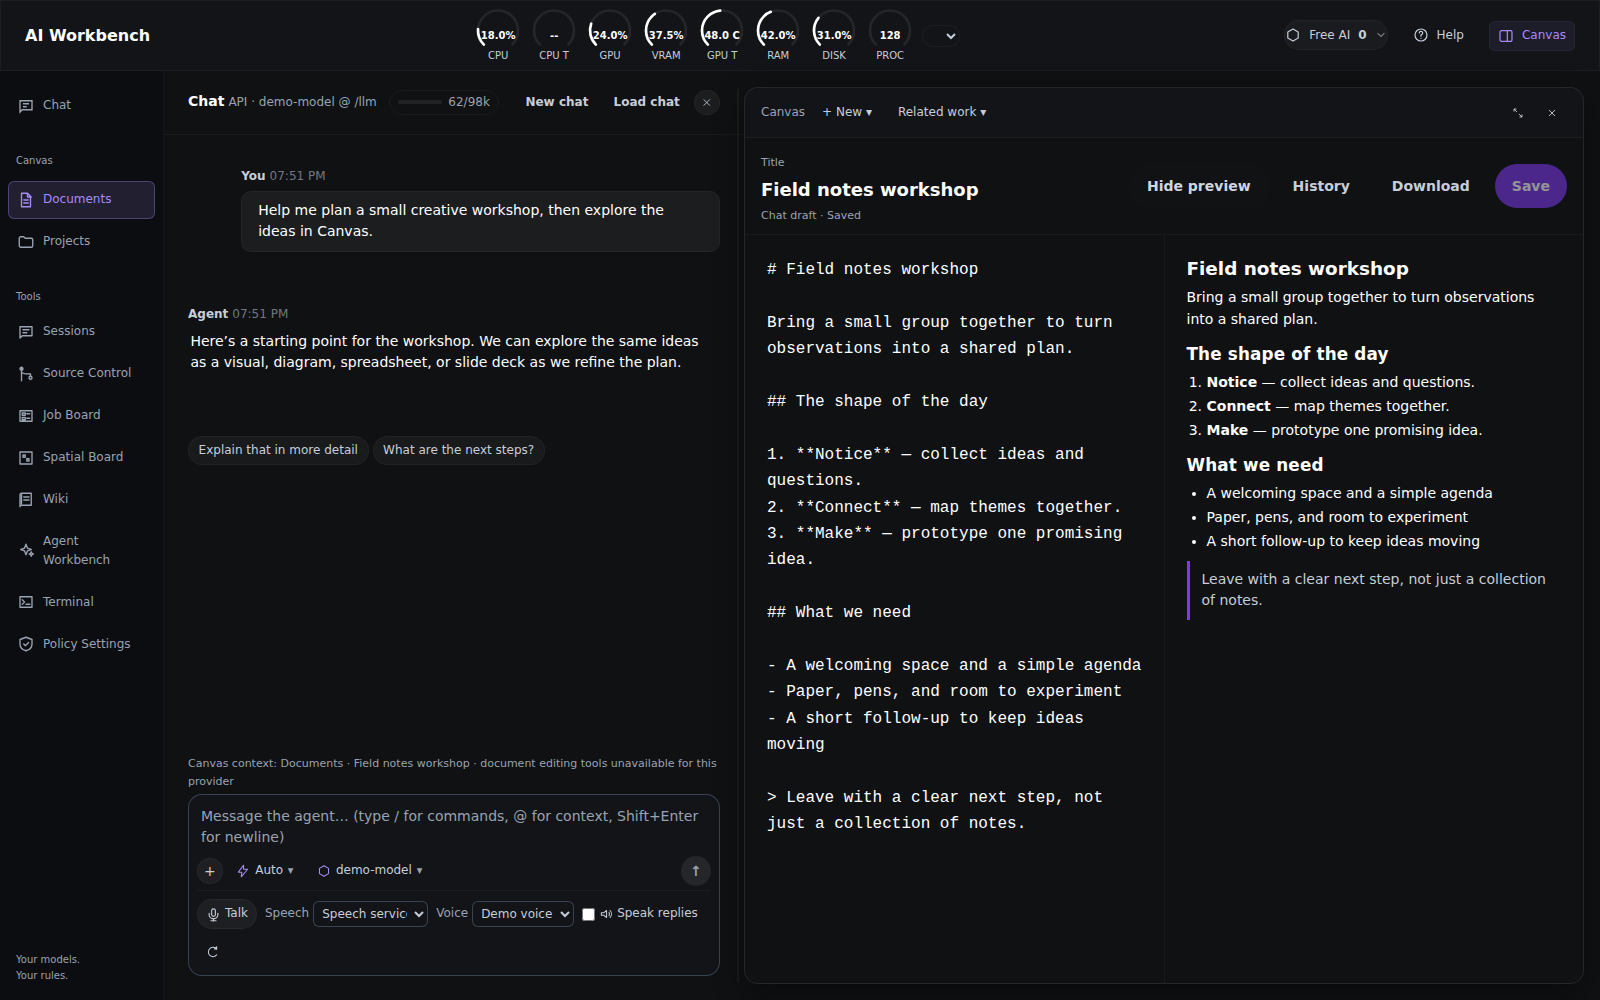 AI Workbench
18.0%
CPU
--
CPU T
24.0%
GPU
37.5%
VRAM
48.0 C
GPU T
42.0%
RAM
31.0%
DISK
128
PROC
Free AI 0
Help
Canvas
Chat
Canvas
Documents
Projects
Tools
Sessions
Source Control
Job Board
Spatial Board
Wiki
Agent
Workbench
Terminal
Policy Settings
Your models.
Your rules.
Chat API · demo-model @ /llm
62/98k
New chat
Load chat
You 07:51 PM
Help me plan a small creative workshop, then explore the
ideas in Canvas.
Agent 07:51 PM
Here’s a starting point for the workshop. We can explore the same ideas
as a visual, diagram, spreadsheet, or slide deck as we refine the plan.
Explain that in more detail
What are the next steps?
Canvas context: Documents · Field notes workshop · document editing tools unavailable for this
provider
Message the agent… (type / for commands, @ for context, Shift+Enter
for newline)
+
Auto ▾
demo-model ▾
↑
Talk
Speech
Speech servic
Voice
Demo voice
Speak replies
Canvas
+ New ▾
Related work ▾
Title
Field notes workshop
Chat draft · Saved
Hide preview
History
Download
Save
# Field notes workshop
Bring a small group together to turn
observations into a shared plan.
## The shape of the day
1. **Notice** — collect ideas and
questions.
2. **Connect** — map themes together.
3. **Make** — prototype one promising
idea.
## What we need
- A welcoming space and a simple agenda
- Paper, pens, and room to experiment
- A short follow-up to keep ideas
moving
> Leave with a clear next step, not
just a collection of notes.
Field notes workshop
Bring a small group together to turn observations
into a shared plan.
The shape of the day
1. Notice — collect ideas and questions.
2. Connect — map themes together.
3. Make — prototype one promising idea.
What we need
• A welcoming space and a simple agenda
• Paper, pens, and room to experiment
• A short follow-up to keep ideas moving
Leave with a clear next step, not just a collection
of notes.